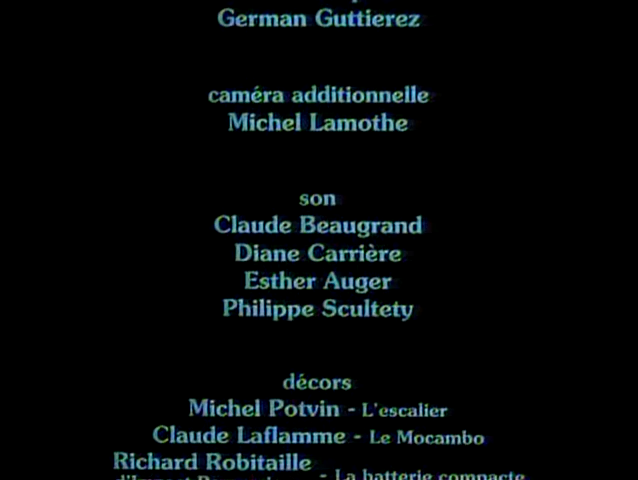 German Guttierez
caméra additionnelle
Michel Lamothe
son
Claude Beaugrand
Diane Carrière
Esther Auger
Philippe Scultety
décors
Michel Potvin - L'escalier
Claude Laflamme - Le Mocambo
Richard Robitaille
- La batterie compacte